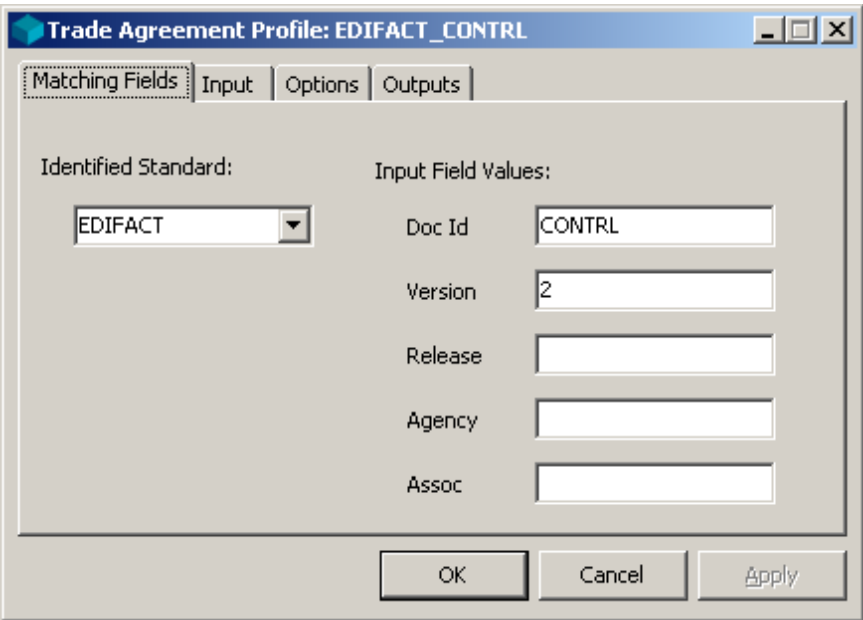 Trade Agreement Profile: EDIFACT_CONTRL
Matching Fields Input Options Outputs
Identified Standard: Input Field Values:
EDIFACT Doc Id CONTRL
Version 2
Release
Agency
Assoc
OK Cancel Apply